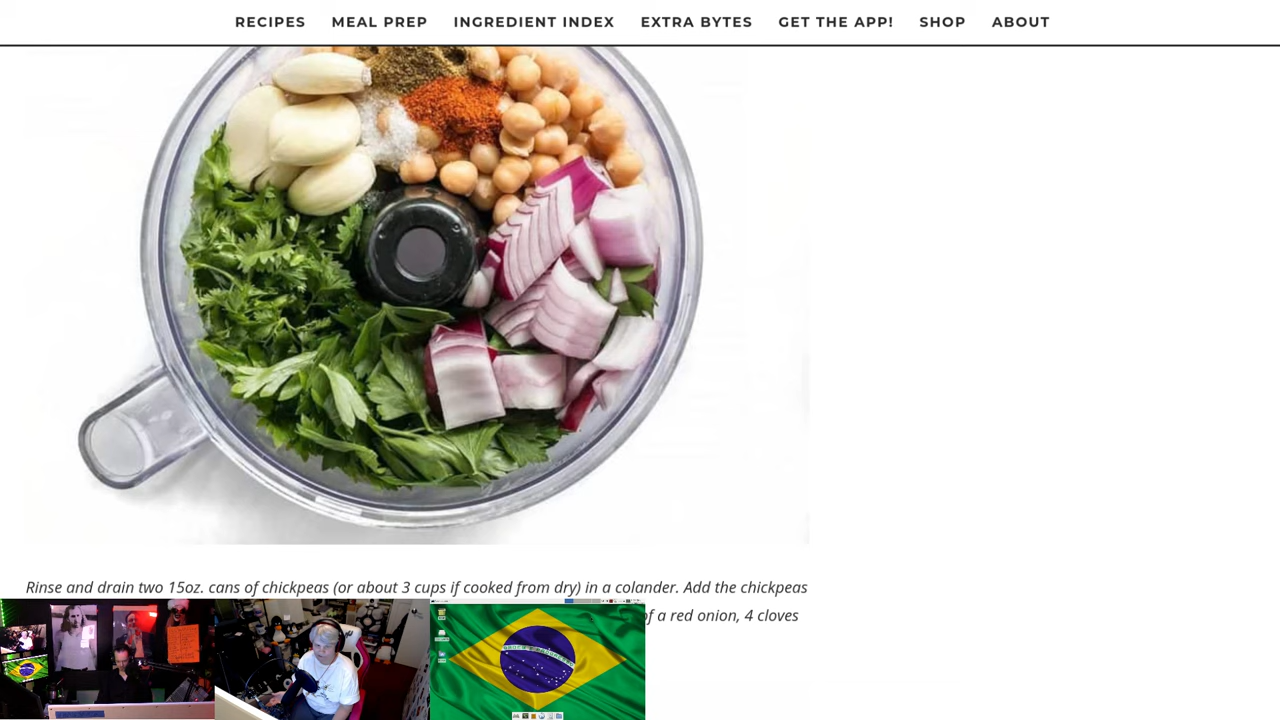 RECIPES MEAL PREP INGREDIENT INDEX EXTRA BYTES GET THE APP! SHOP ABOUT
Rinse and drain two 15oz. cans of chickpeas (or about 3 cups if cooked from dry) in a colander. Add the chickpeas
of a red onion, 4 cloves